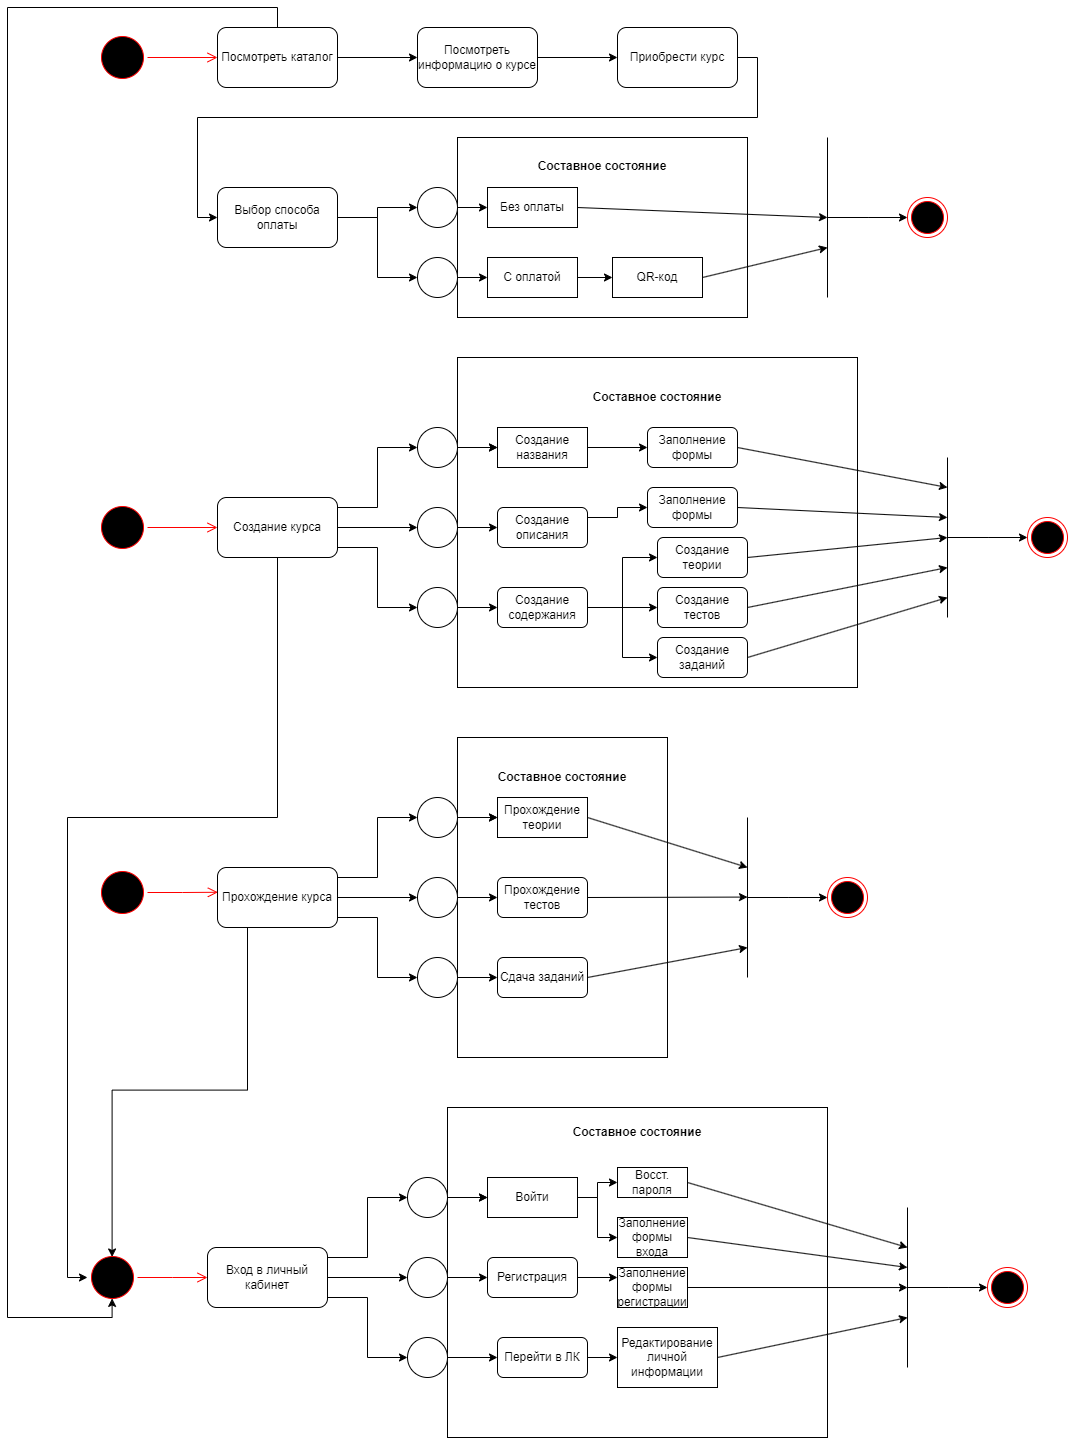 Посмотреть каталог
Посмотреть
информацию о курсе
Приобрести курс
Составное состояние
Выбор способа
оплаты
Без оплаты
С оплатой
QR-код
Составное состояние
Создание
названия
Заполнение
формы
Создание курса
Создание
описания
Заполнение
формы
Создание
теории
Создание
содержания
Создание
тестов
Создание
заданий
Составное состояние
Прохождение
теории
Прохождение курса
Прохождение
тестов
Сдача заданий
Составное состояние
Войти
Восст.
пароля
Заполнение
формы
входа
Вход в личный
кабинет
Регистрация
Заполнение
формы
регистрации
Перейти в ЛК
Редактирование
личной
информации